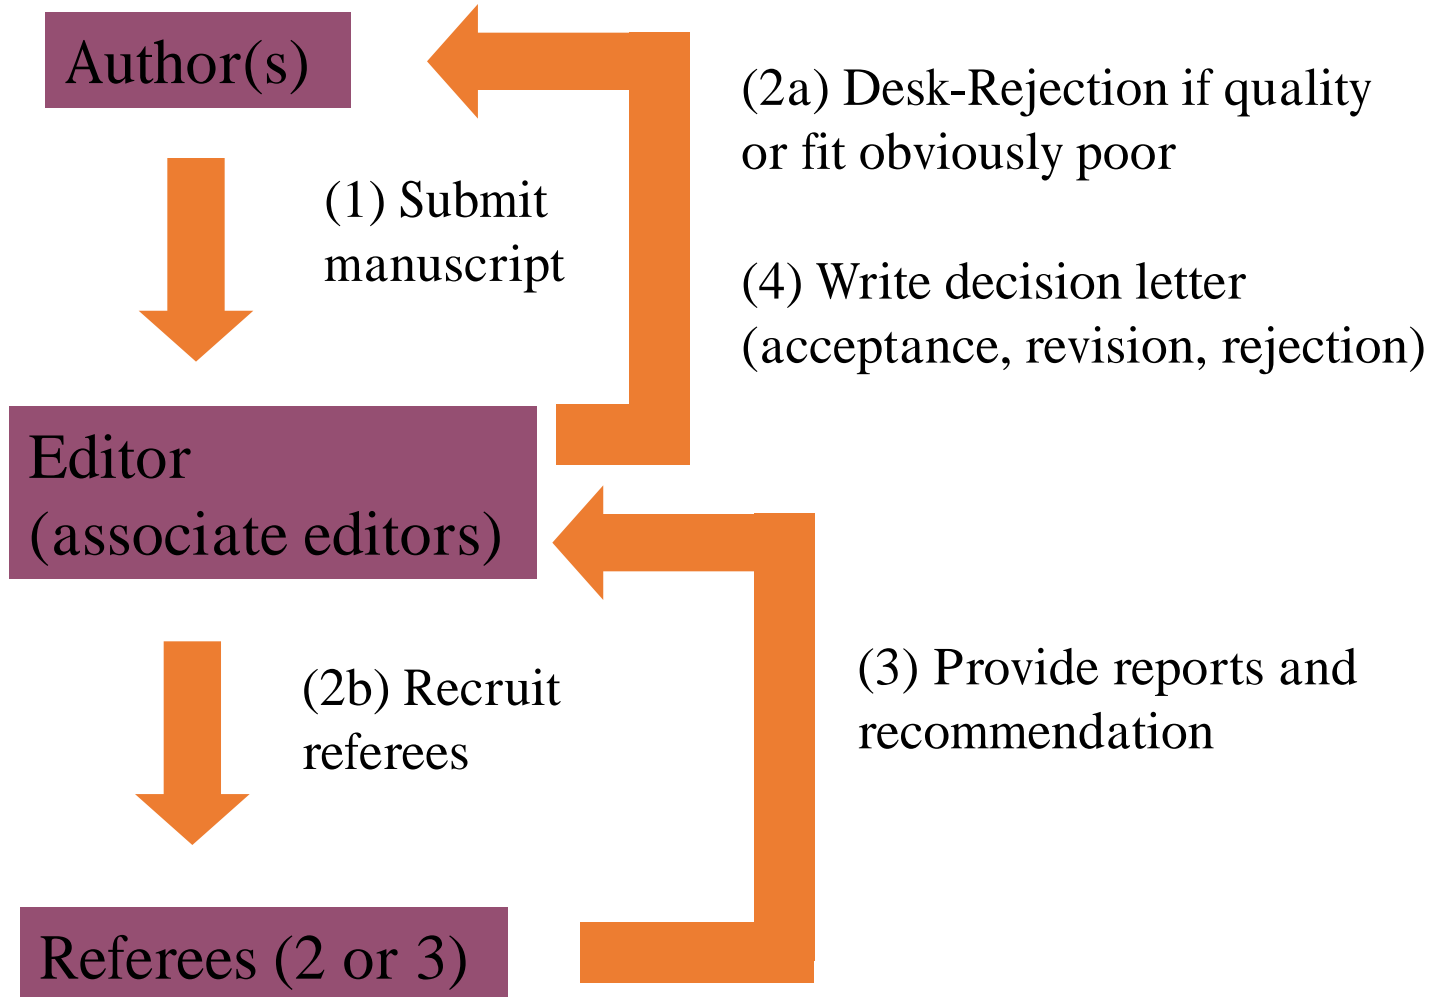 Author(s)
(1) Submit
manuscript
(2a) Desk-Rejection if quality
or fit obviously poor
(4) Write decision letter
(acceptance, revision, rejection)
Editor
(associate editors)
(2b) Recruit
referees
(3) Provide reports and
recommendation
Referees (2 or 3)